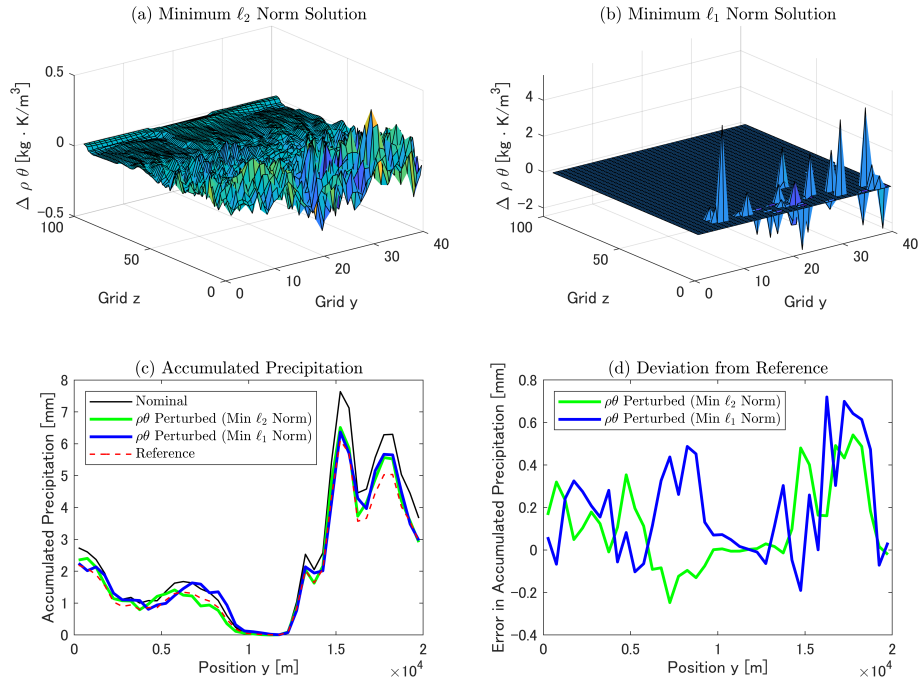 (a) Minimum ℓ2 Norm Solution
0.5
0
−0.5
Δ ρ θ [kg · K/m³]
100
50
0
Grid z
0
10
20
30
40
Grid y
(b) Minimum ℓ1 Norm Solution
4
2
0
−2
Δ ρ θ [kg · K/m³]
100
50
0
Grid z
0
10
20
30
40
Grid y
(c) Accumulated Precipitation
8
7
6
5
4
3
2
1
0
Accumulated Precipitation [mm]
Nominal
ρθ Perturbed (Min ℓ2 Norm)
ρθ Perturbed (Min ℓ1 Norm)
Reference
0
0.5
1
1.5
2
Position y [m]
×10⁴
(d) Deviation from Reference
0.8
0.6
0.4
0.2
0
−0.2
−0.4
Error in Accumulated Precipitation [mm]
ρθ Perturbed (Min ℓ2 Norm)
ρθ Perturbed (Min ℓ1 Norm)
0
0.5
1
1.5
2
Position y [m]
×10⁴